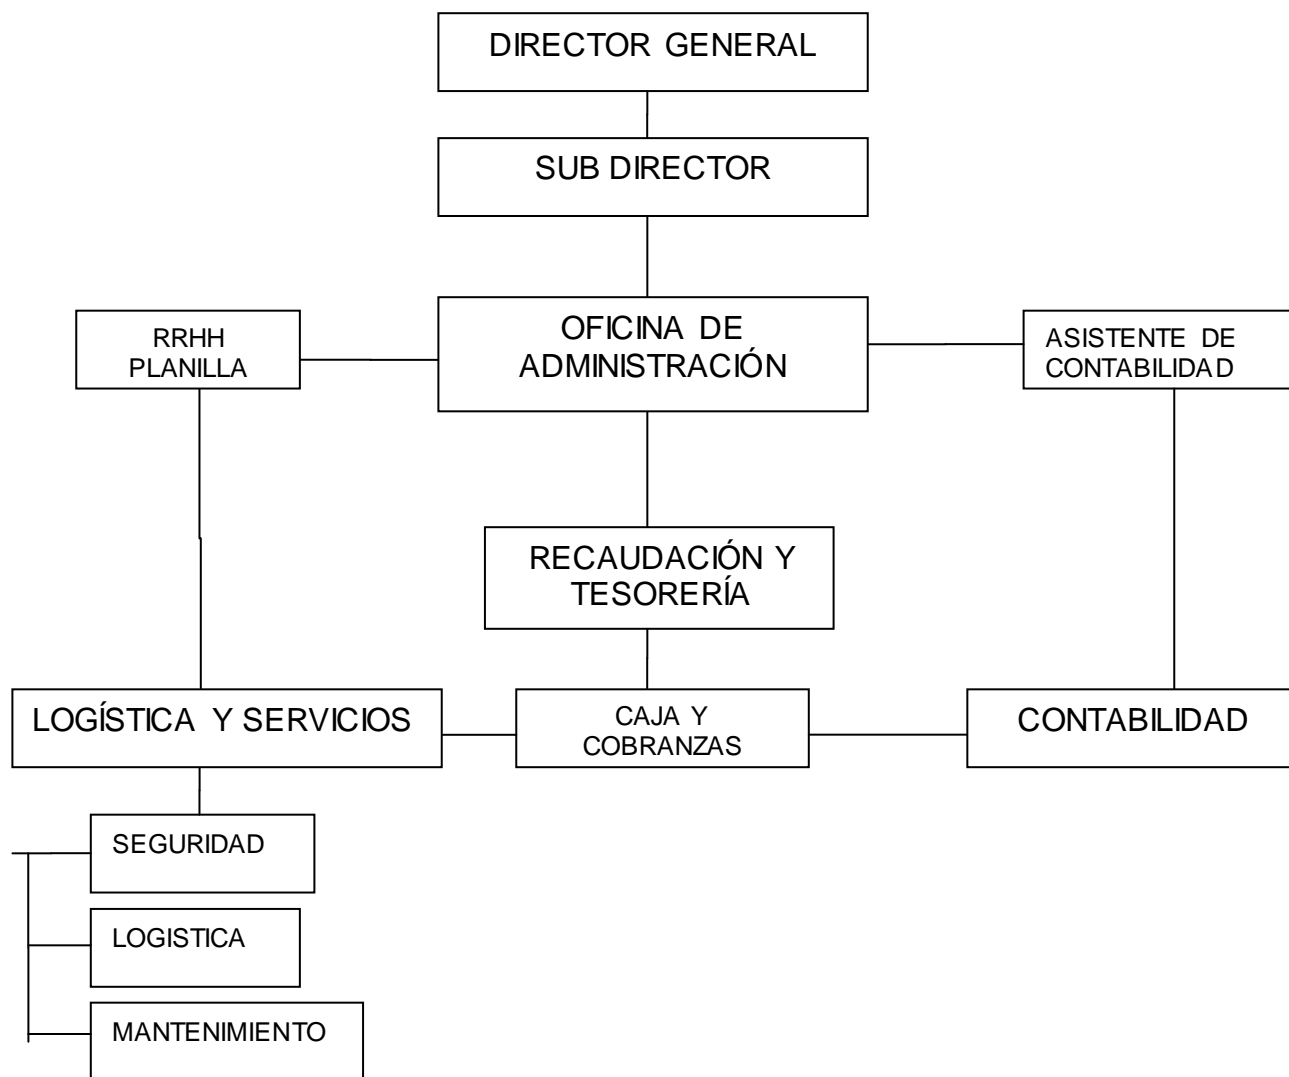 DIRECTOR GENERAL
SUB DIRECTOR
OFICINA DE
ADMINISTRACIÓN
RRHH
PLANILLA
ASISTENTE DE
CONTABILIDAD
RECAUDACIÓN Y
TESORERÍA
LOGÍSTICA Y SERVICIOS
CAJA Y
COBRANZAS
CONTABILIDAD
SEGURIDAD
LOGISTICA
MANTENIMIENTO